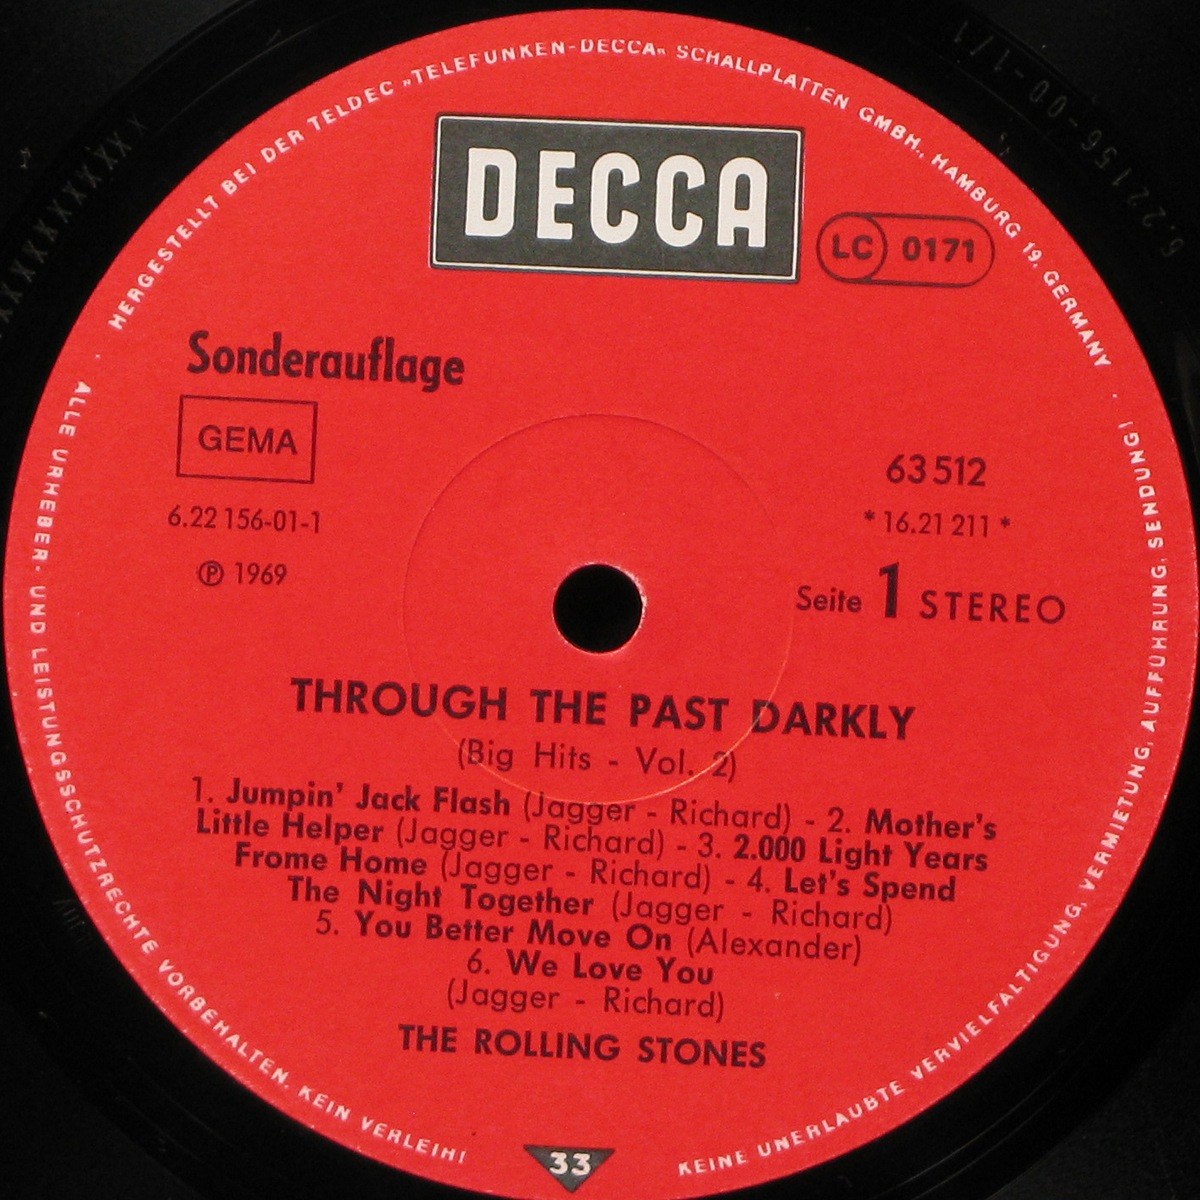 HERGESTELLT BEI DER TELDEC „TELEFUNKEN-DECCA" SCHALLPLATTEN GMBH., HAMBURG 19, GERMANY
DECCA
LC 0171
Sonderauflage
GEMA
63 512
6.22 156-01-1
* 16.21 211 *
℗ 1969
Seite 1 STEREO
THROUGH THE PAST DARKLY
(Big Hits - Vol. 2)
1. Jumpin' Jack Flash (Jagger - Richard) - 2. Mother's
Little Helper (Jagger - Richard) - 3. 2.000 Light Years
Frome Home (Jagger - Richard) - 4. Let's Spend
The Night Together (Jagger - Richard)
5. You Better Move On (Alexander)
6. We Love You
(Jagger - Richard)
THE ROLLING STONES
33
ALLE URHEBER- UND LEISTUNGSSCHUTZRECHTE VORBEHALTEN. KEIN VERLEIH!
KEINE UNERLAUBTE VERVIELFÄLTIGUNG, VERMIETUNG, AUFFÜHRUNG, SENDUNG!
6.22156-00-1/1